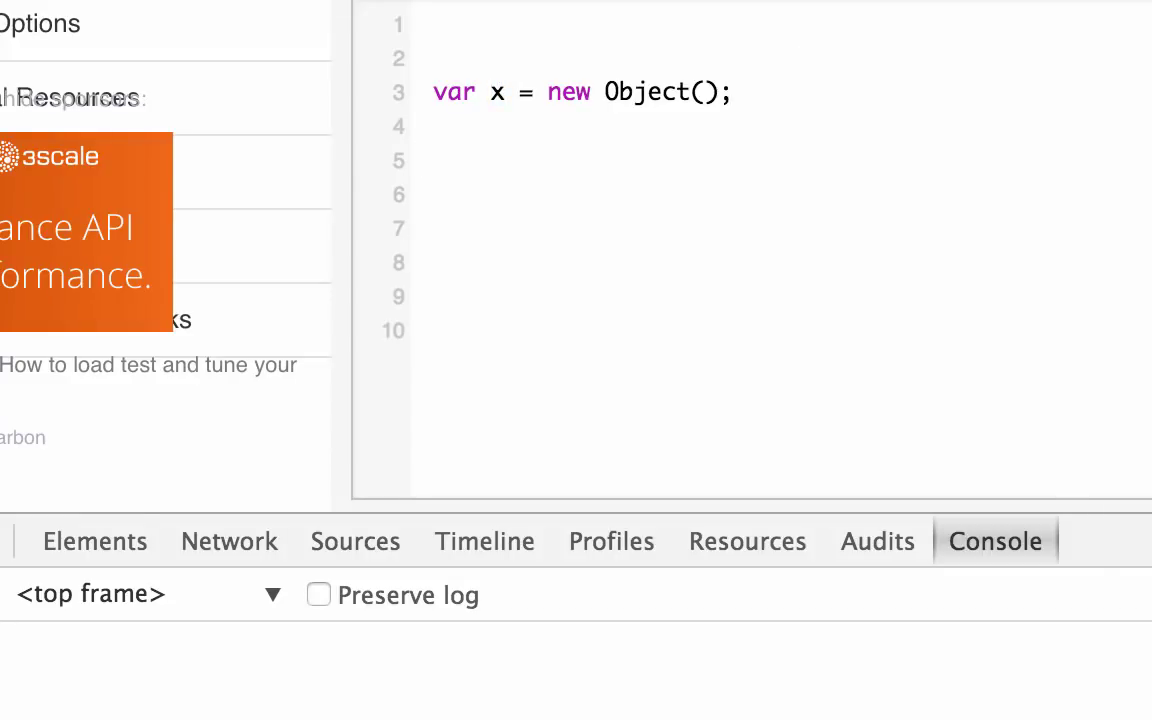 Options
Resources
hide sponsors:
3scale
ance API
formance.
ks
How to load test and tune your
arbon
1
2
3 var x = new Object();
4
5
6
7
8
9
10
Elements Network Sources Timeline Profiles Resources Audits Console
<top frame> ▼ Preserve log